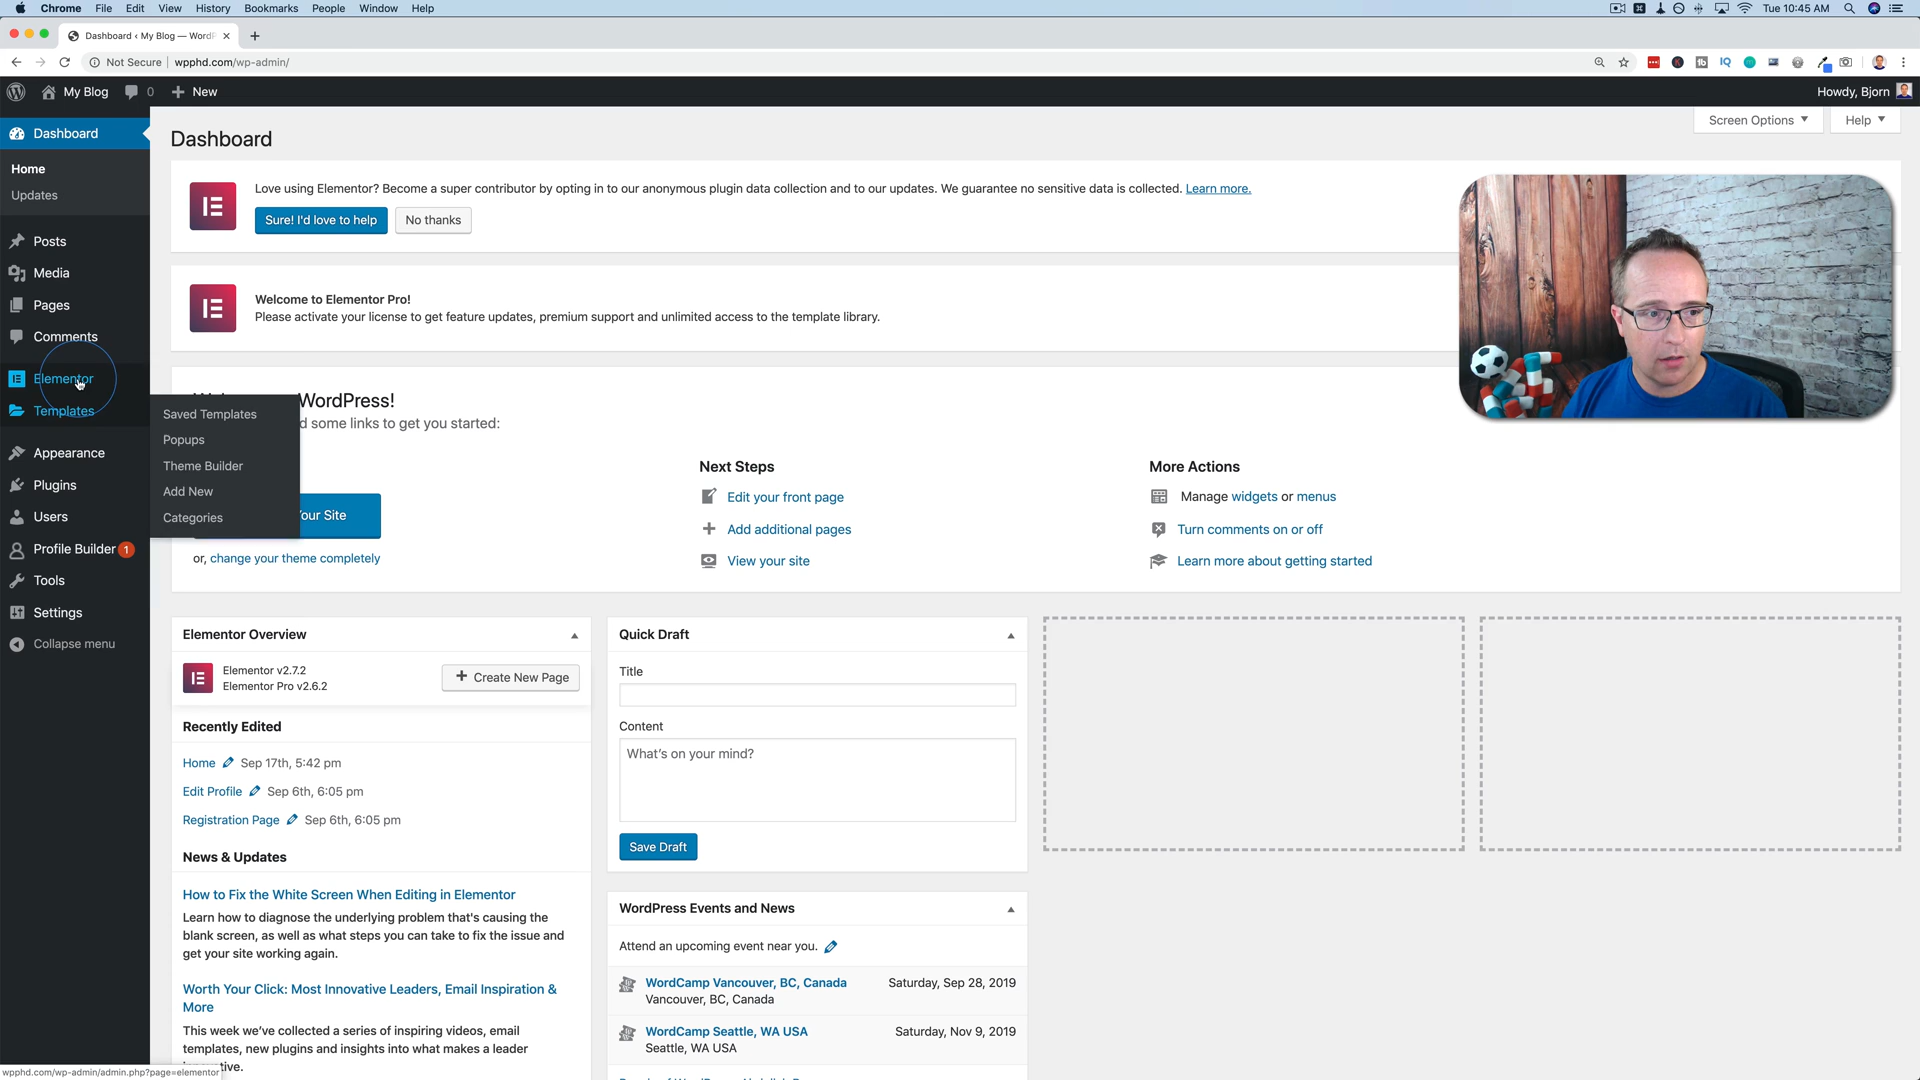 Chrome File Edit View History Bookmarks People Window Help
Tue 10:45 AM
Dashboard ‹ My Blog — WordP
Not Secure | wpphd.com/wp-admin/
IQ
My Blog 0 New
Howdy, Bjorn
Dashboard
Home
Updates
Posts
Media
Pages
Comments
Elementor
Templates
Appearance
Plugins
Users
Profile Builder 1
Tools
Settings
Collapse menu
Saved Templates
Popups
Theme Builder
Add New
Categories
Dashboard
Screen Options
Help
Love using Elementor? Become a super contributor by opting in to our anonymous plugin data collection and to our updates. We guarantee no sensitive data is collected. Learn more.
Sure! I'd love to help
No thanks
Welcome to Elementor Pro!
Please activate your license to get feature updates, premium support and unlimited access to the template library.
WordPress!
d some links to get you started:
Your Site
or, change your theme completely
Next Steps
Edit your front page
Add additional pages
View your site
More Actions
Manage widgets or menus
Turn comments on or off
Learn more about getting started
Elementor Overview
Elementor v2.7.2
Elementor Pro v2.6.2
+ Create New Page
Recently Edited
Home Sep 17th, 5:42 pm
Edit Profile Sep 6th, 6:05 pm
Registration Page Sep 6th, 6:05 pm
News & Updates
How to Fix the White Screen When Editing in Elementor
Learn how to diagnose the underlying problem that's causing the
blank screen, as well as what steps you can take to fix the issue and
get your site working again.
Worth Your Click: Most Innovative Leaders, Email Inspiration &
More
This week we've collected a series of inspiring videos, email
templates, new plugins and insights into what makes a leader
tive.
Quick Draft
Title
Content
What's on your mind?
Save Draft
WordPress Events and News
Attend an upcoming event near you.
WordCamp Vancouver, BC, Canada Saturday, Sep 28, 2019
Vancouver, BC, Canada
WordCamp Seattle, WA USA Saturday, Nov 9, 2019
Seattle, WA USA
wpphd.com/wp-admin/admin.php?page=elementor